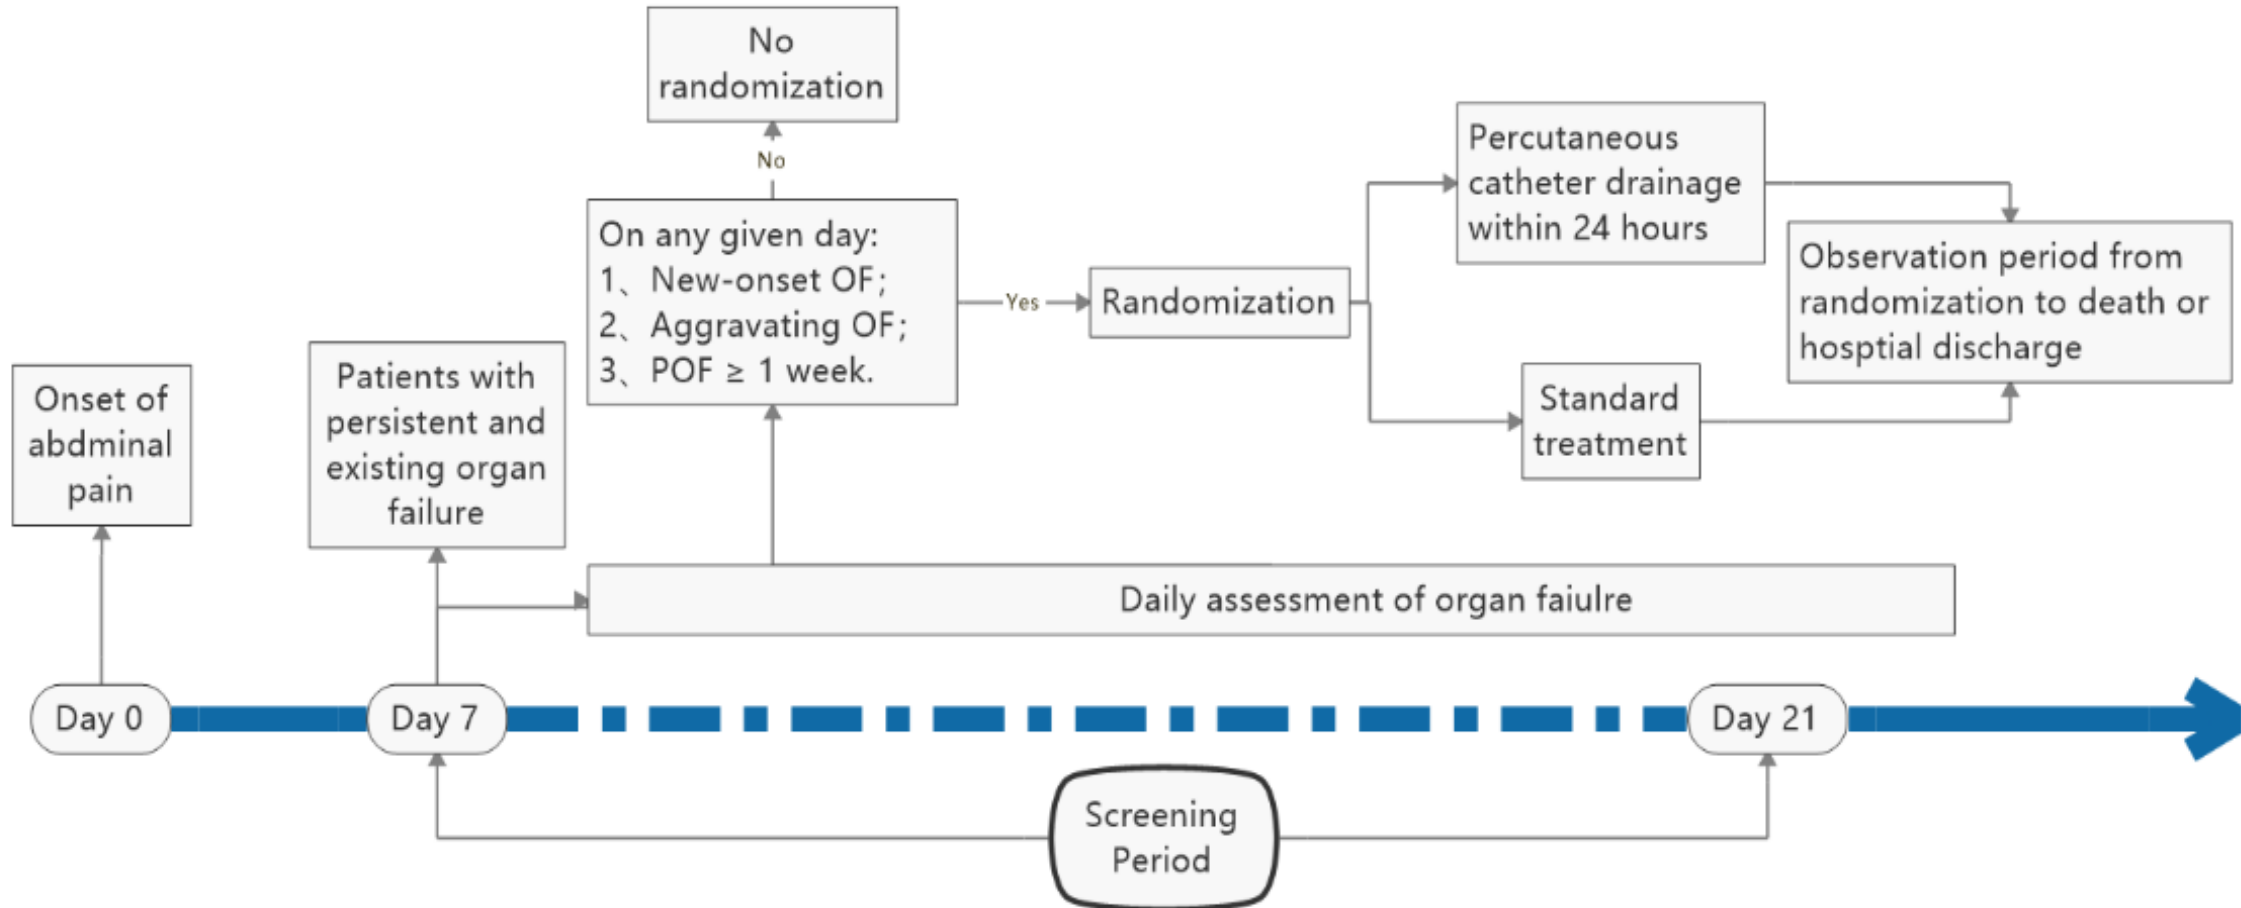 No
randomization
No
On any given day:
1、New-onset OF;
2、Aggravating OF;
3、POF ≥ 1 week.
Yes
Randomization
Percutaneous
catheter drainage
within 24 hours
Standard
treatment
Observation period from
randomization to death or
hosptial discharge
Onset of
abdminal
pain
Patients with
persistent and
existing organ
failure
Daily assessment of organ faiulre
Day 0
Day 7
Day 21
Screening
Period